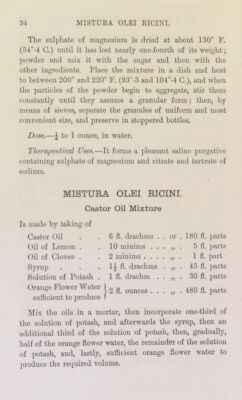 34 MISTURA OLEI RICINI.
The sulphate of magnesium is dried at about 130° F.
(54°·4 C.) until it has lost nearly one-fourth of its weight;
powder and mix it with the sugar and then with the
other ingredients. Place the mixture in a dish and heat
to between 200° and 220° F. (93°·3 and 104°·4 C.), and when
the particles of the powder begin to aggregate, stir them
constantly until they assume a granular form; then, by
means of sieves, separate the granules of uniform and most
convenient size, and preserve in stoppered bottles.
Dose.—¼ to 1 ounce, in water.
Therapeutical Uses.—It forms a pleasant saline purgative
containing sulphate of magnesium and citrate and tartrate of
sodium.
MISTURA OLEI RICINI.
Castor Oil Mixture
Is made by taking of
Castor Oil . . 6 fl. drachms . . or . 180 fl. parts
Oil of Lemon . . 10 minims . . . „ . 5 fl. parts
Oil of Cloves . . 2 minims . . . . „ . 1 fl. part
Syrup . . . 1½ fl. drachms . „ . 45 fl. parts
Solution of Potash . 1 fl. drachm . . „ . 30 fl. parts
Orange Flower Water
sufficient to produce } 2 fl. ounces . . . „ . 480 fl. parts
Mix the oils in a mortar, then incorporate one-third of
the solution of potash, and afterwards the syrup, then an
additional third of the solution of potash, then, gradually,
half of the orange flower water, the remainder of the solution
of potash, and, lastly, sufficient orange flower water to
produce the required volume.